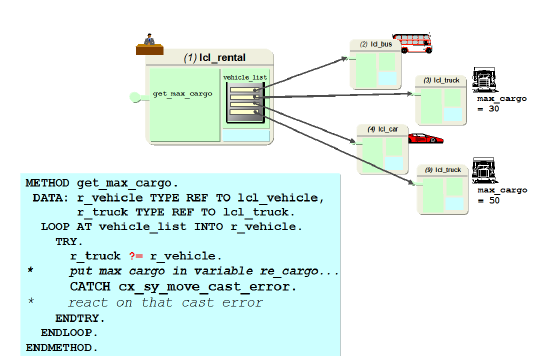 (1) lcl_rental
vehicle_list
get_max_cargo
(2) lcl_bus
(3) lcl_truck
max_cargo
= 30
(4) lcl_car
(9) lcl_truck
max_cargo
= 50
METHOD get_max_cargo.
DATA: r_vehicle TYPE REF TO lcl_vehicle,
r_truck TYPE REF TO lcl_truck.
LOOP AT vehicle_list INTO r_vehicle.
TRY.
r_truck ?= r_vehicle.
* put max cargo in variable re_cargo...
CATCH cx_sy_move_cast_error.
* react on that cast error
ENDTRY.
ENDLOOP.
ENDMETHOD.